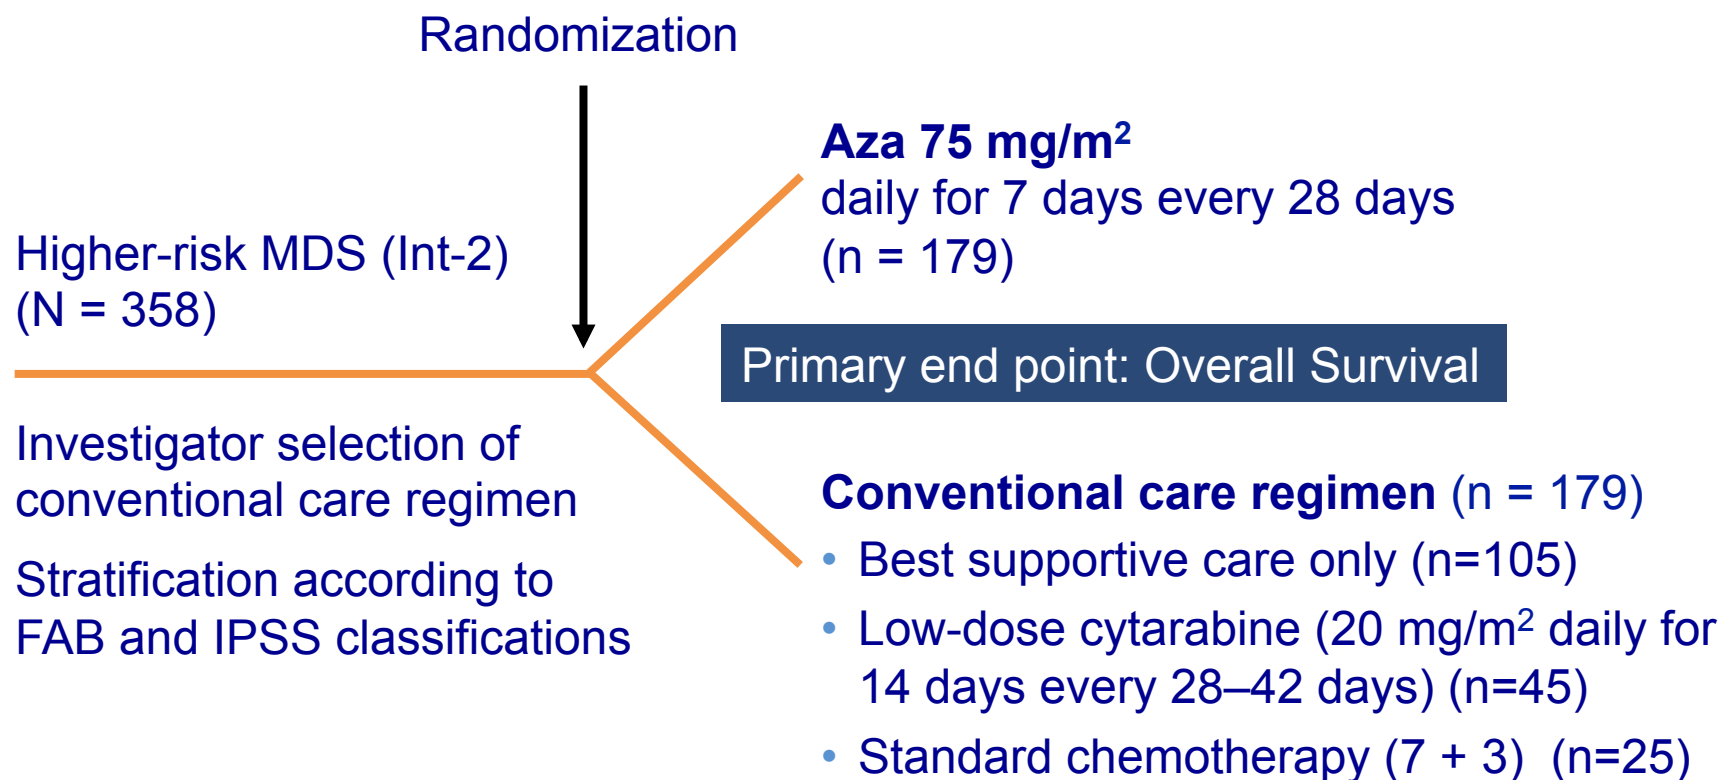 Randomization
Higher-risk MDS (Int-2)
(N = 358)
Investigator selection of
conventional care regimen
Stratification according to
FAB and IPSS classifications
Aza 75 mg/m²
daily for 7 days every 28 days
(n = 179)
Primary end point: Overall Survival
Conventional care regimen (n = 179)
• Best supportive care only (n=105)
• Low-dose cytarabine (20 mg/m² daily for
14 days every 28–42 days) (n=45)
• Standard chemotherapy (7 + 3) (n=25)